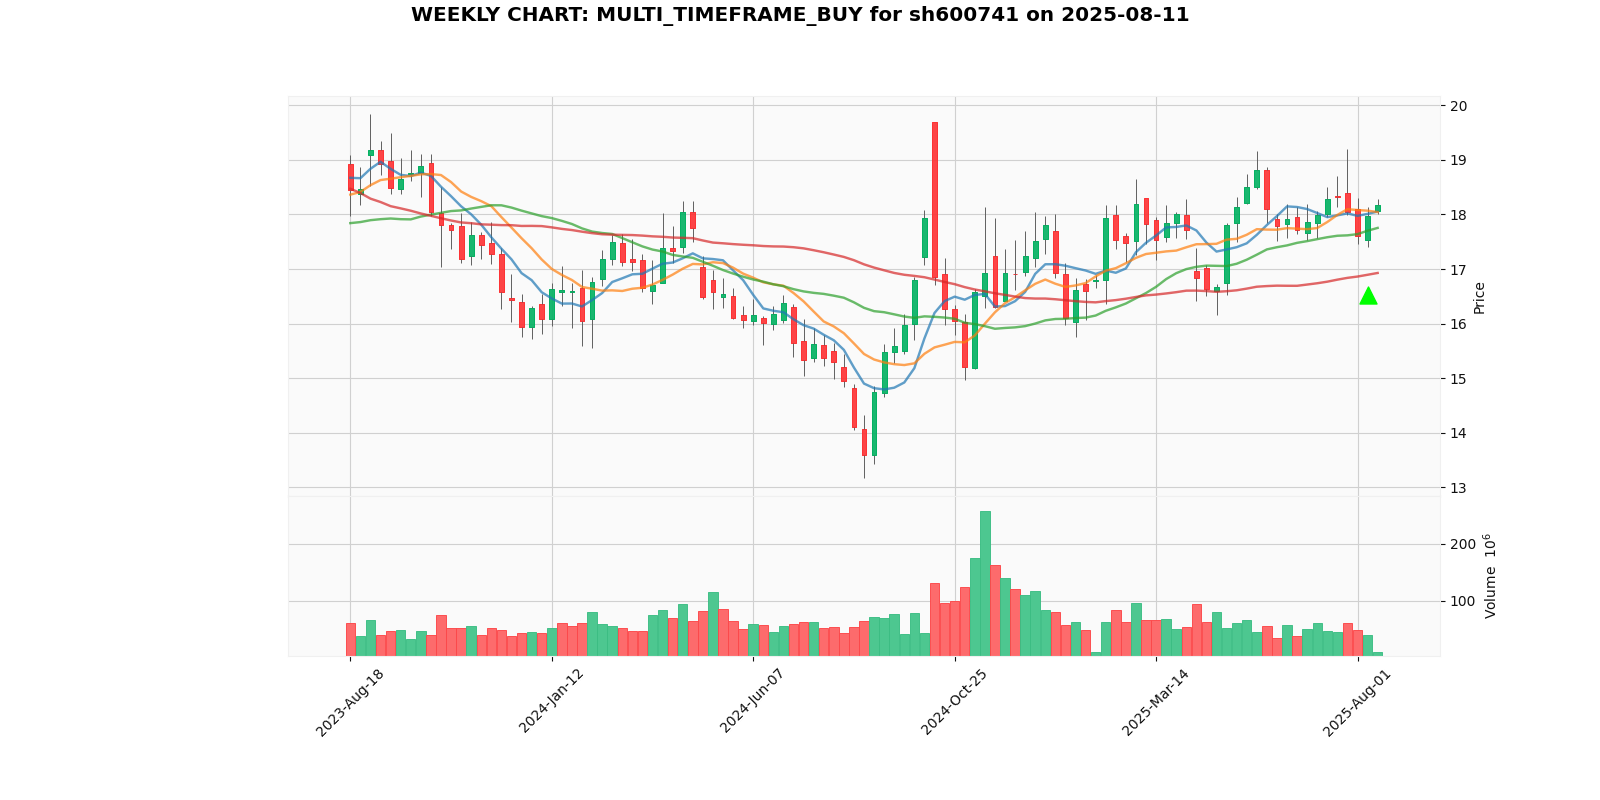 WEEKLY CHART: MULTI_TIMEFRAME_BUY for sh600741 on 2025-08-11
20
19
18
17
16
15
14
13
Price
200
100
Volume 10^6
2023-Aug-18
2024-Jan-12
2024-Jun-07
2024-Oct-25
2025-Mar-14
2025-Aug-01